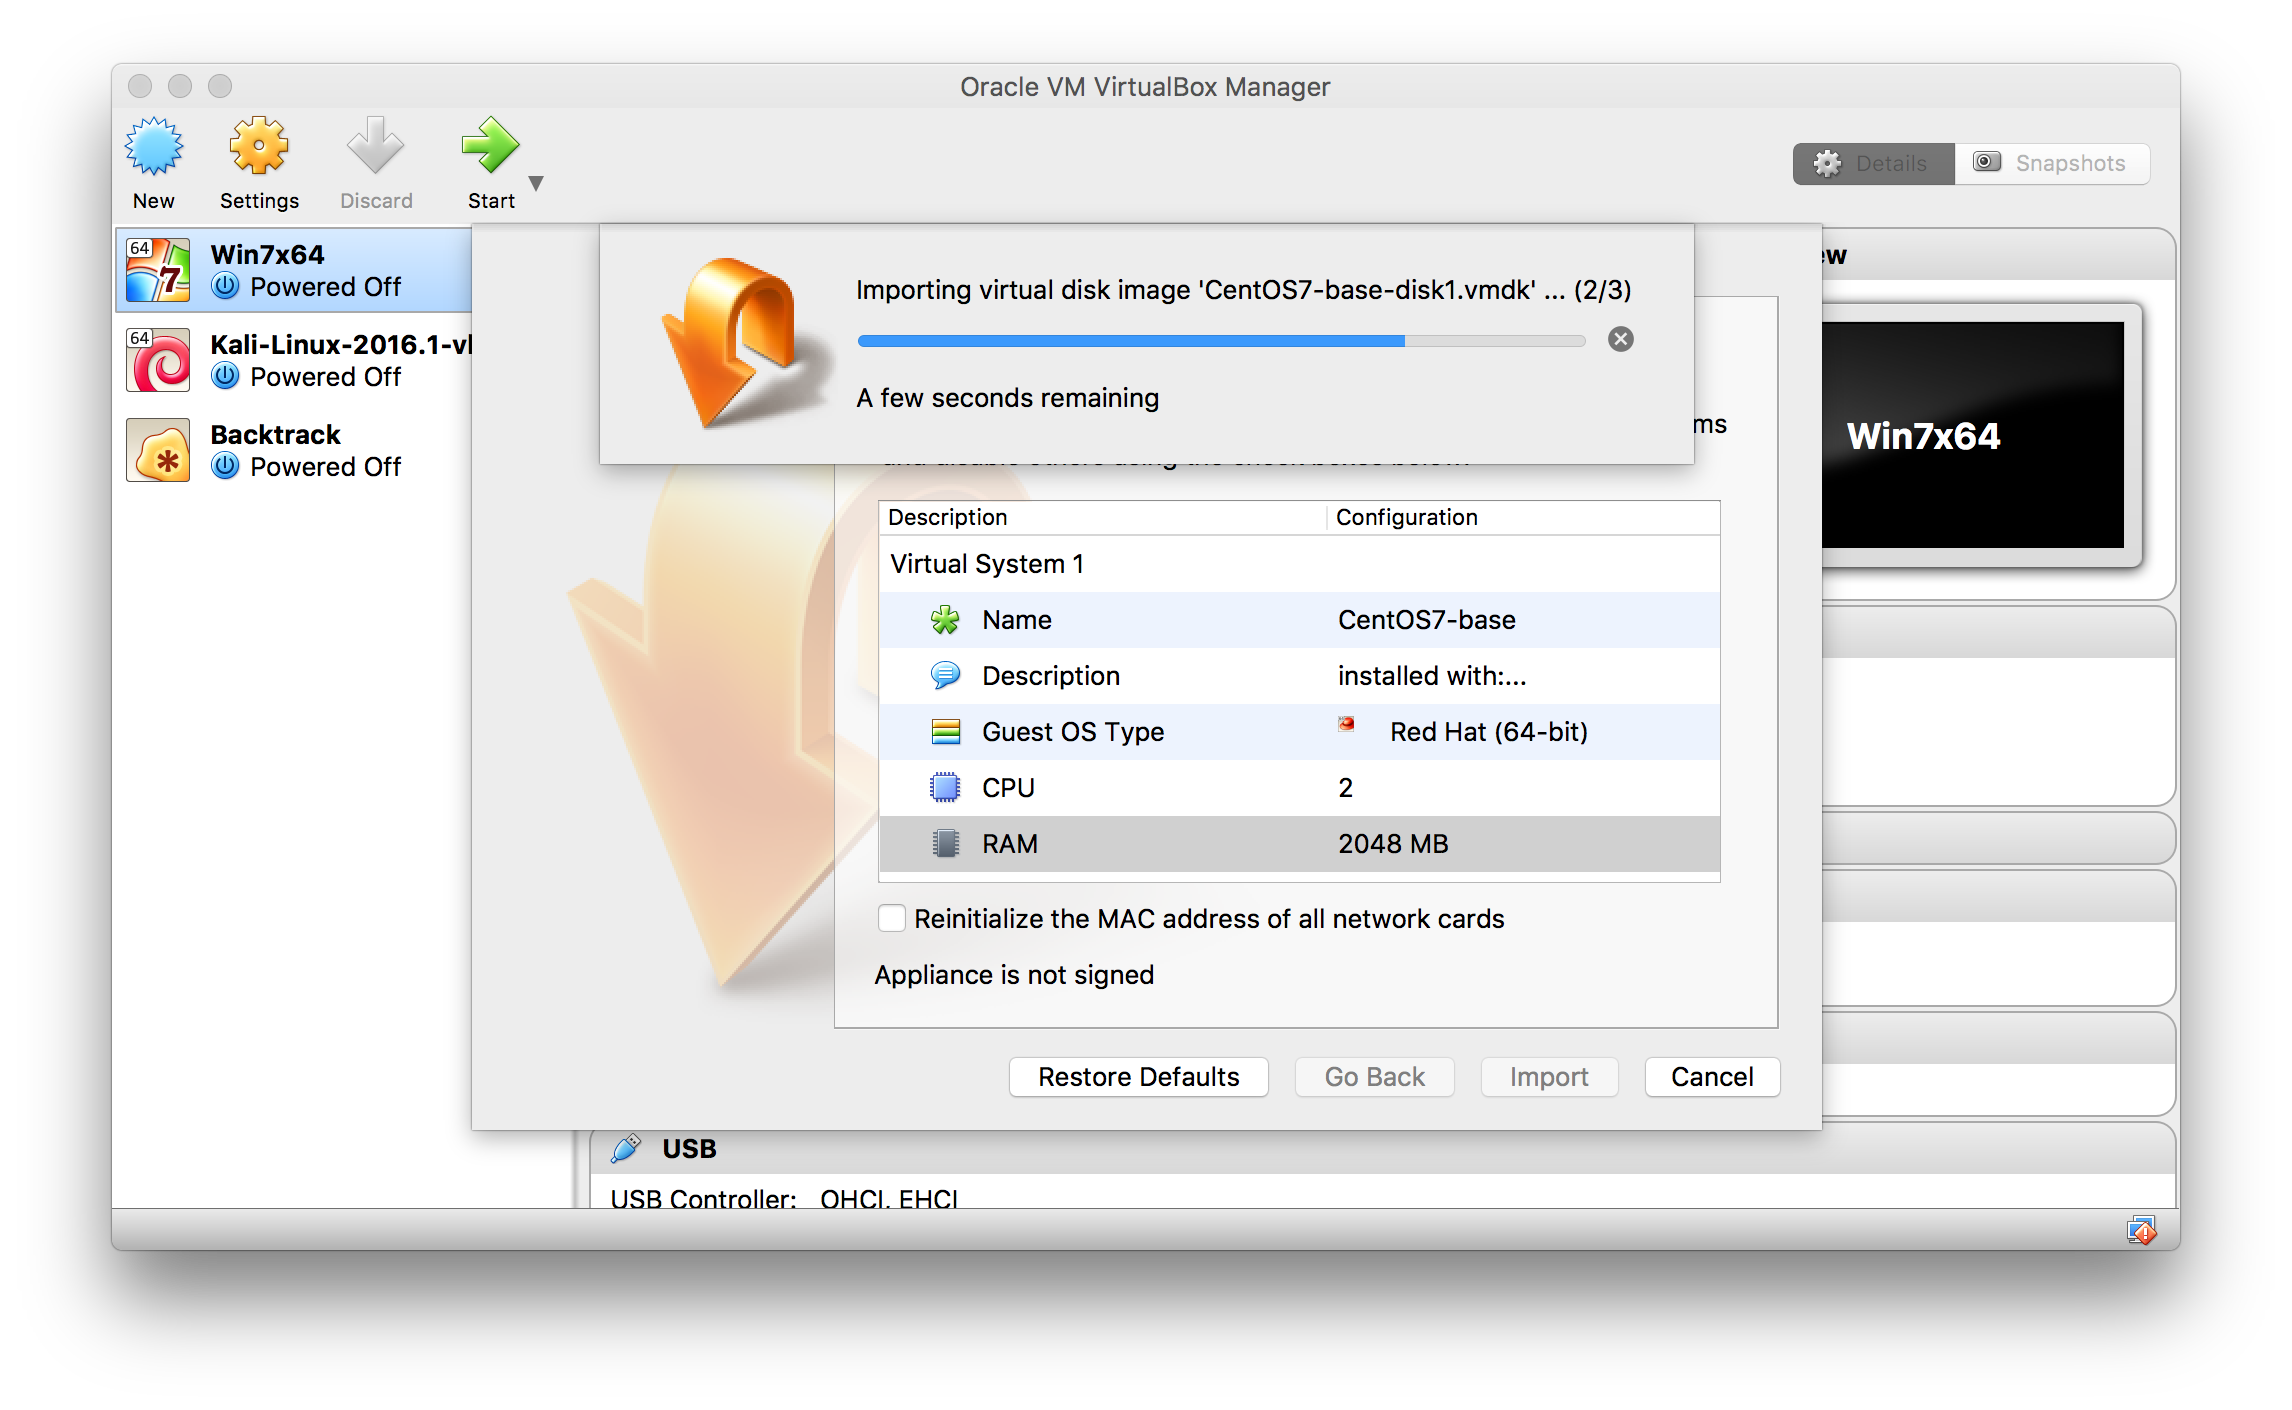 Oracle VM VirtualBox Manager
New
Settings
Discard
Start
Details
Snapshots
64
Win7x64
Powered Off
64
Kali-Linux-2016.1-v
Powered Off
Backtrack
Powered Off
Importing virtual disk image 'CentOS7-base-disk1.vmdk' ... (2/3)
A few seconds remaining
Description Configuration
Virtual System 1
Name CentOS7-base
Description installed with:...
Guest OS Type Red Hat (64-bit)
CPU 2
RAM 2048 MB
Reinitialize the MAC address of all network cards
Appliance is not signed
Restore Defaults
Go Back
Import
Cancel
Win7x64
USB
USB Controller: OHCI, EHCI